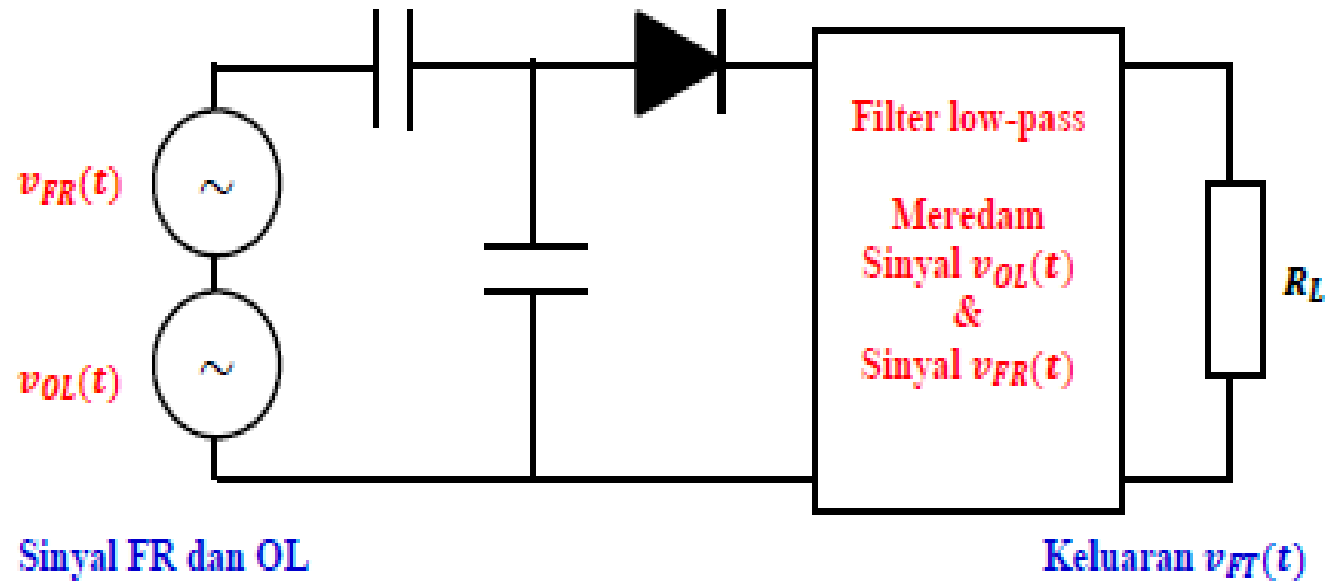 Filter low-pass
v_FR(t)
~
Meredam
Sinyal v_OL(t)
&
Sinyal v_FR(t)
R_L
v_OL(t)
~
Sinyal FR dan OL
Keluaran v_FT(t)